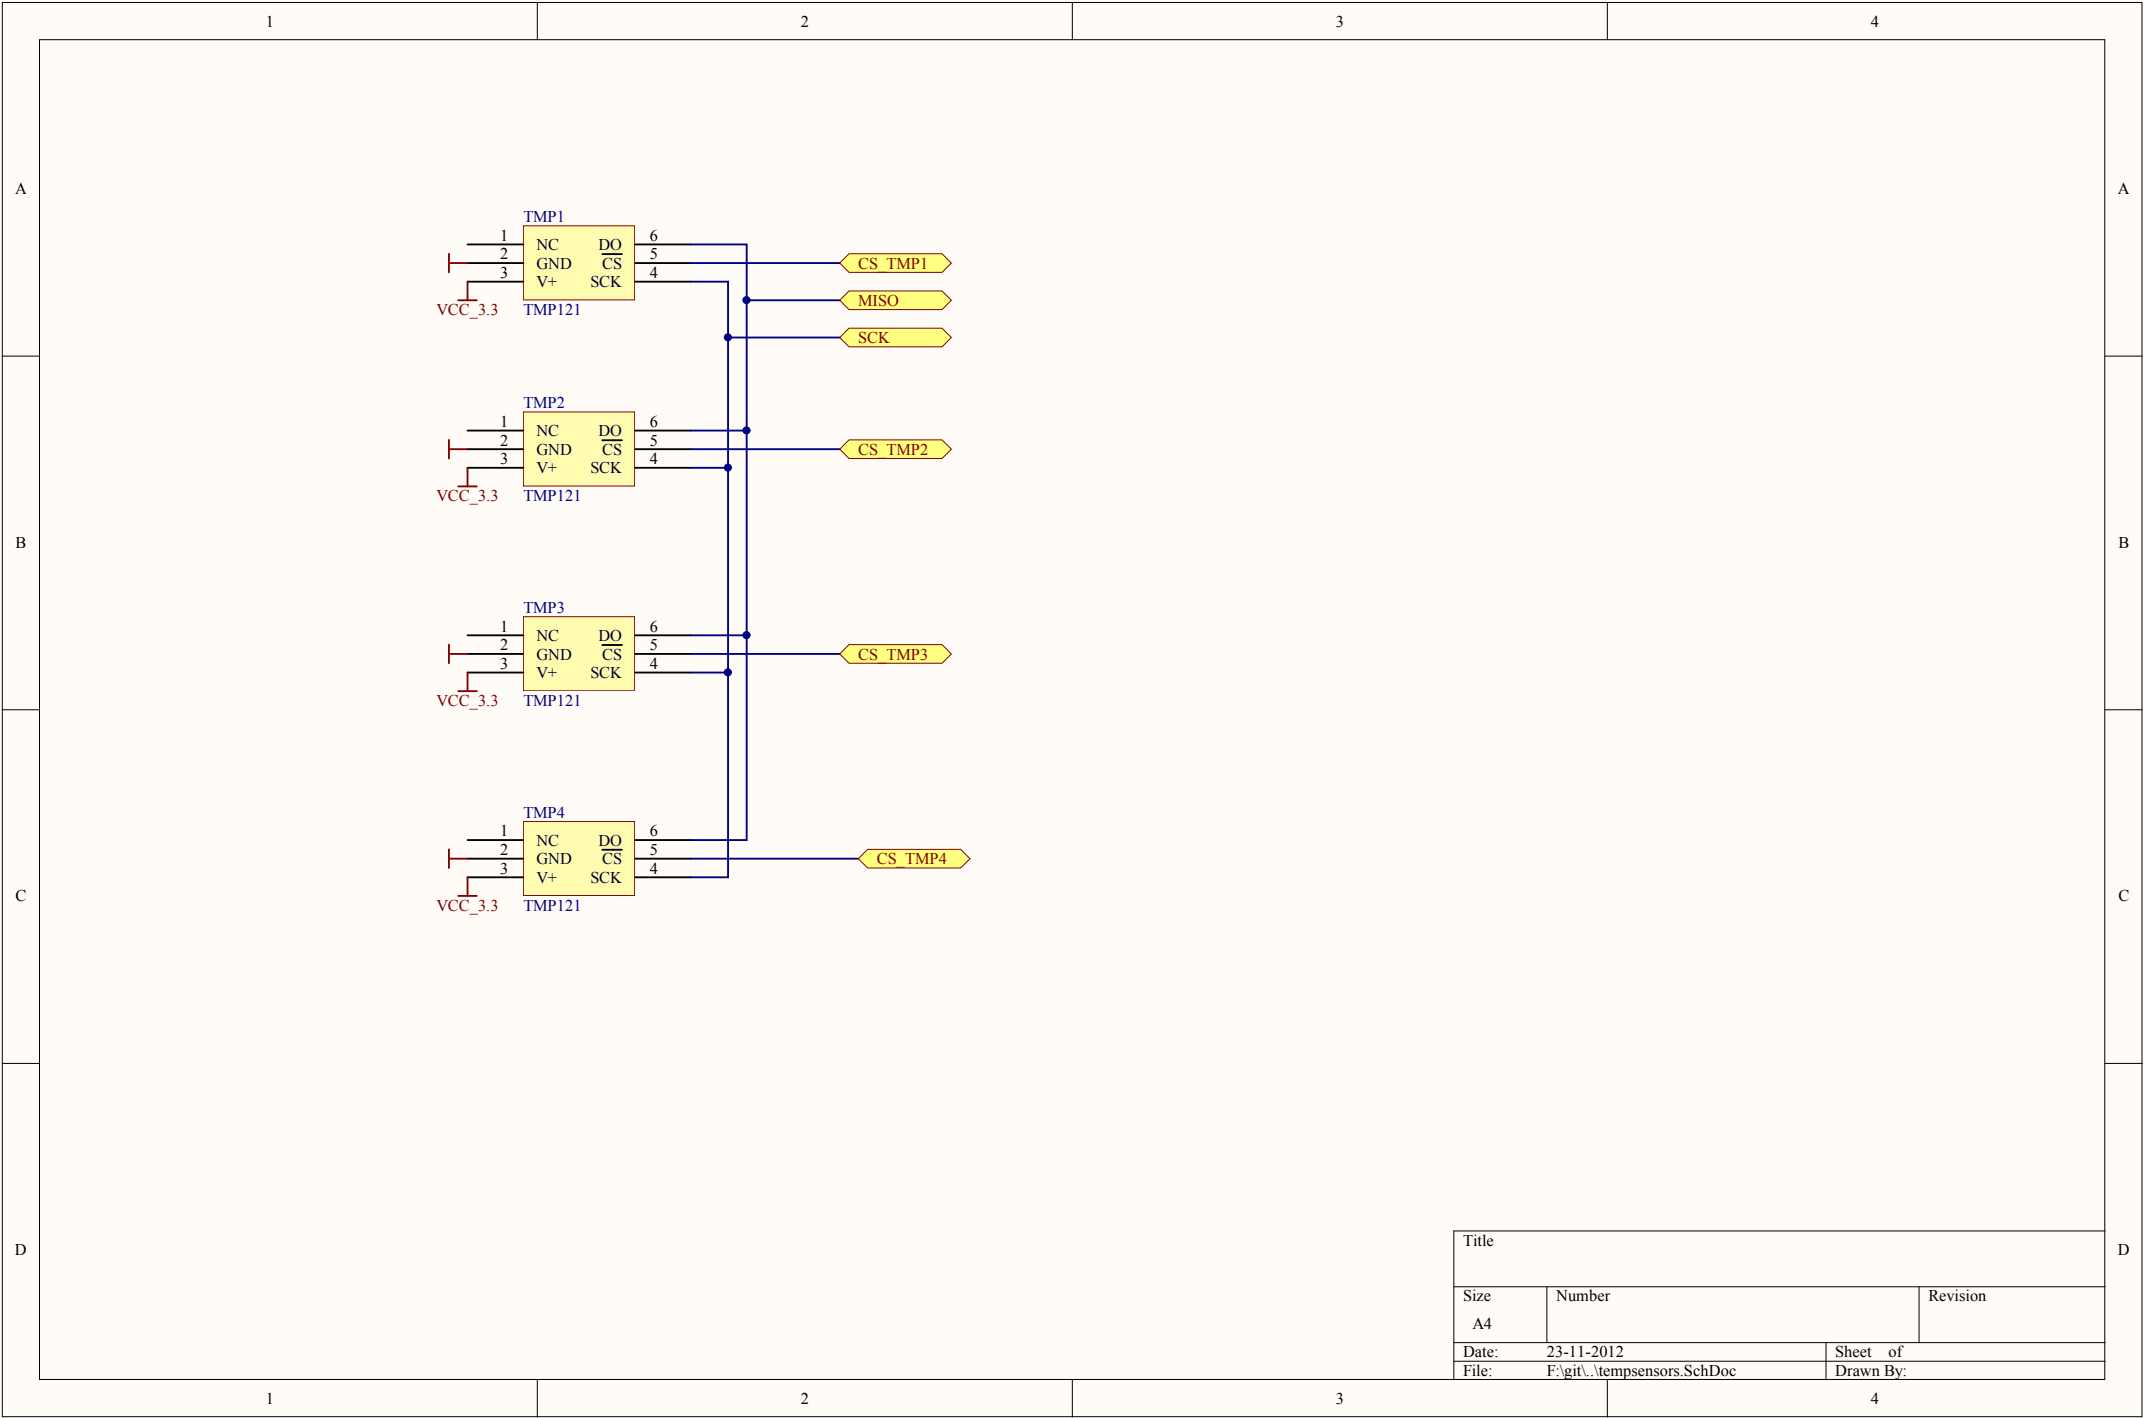 1 2 3 4
A A
TMP1
1 NC DO 6
2 GND CS 5 CS_TMP1
3 V+ SCK 4
MISO
VCC_3.3 TMP121
SCK
TMP2
1 NC DO 6
2 GND CS 5 CS_TMP2
3 V+ SCK 4
VCC_3.3 TMP121
B B
TMP3
1 NC DO 6
2 GND CS 5 CS_TMP3
3 V+ SCK 4
VCC_3.3 TMP121
TMP4
1 NC DO 6
2 GND CS 5 CS_TMP4
3 V+ SCK 4
C C
VCC_3.3 TMP121
D D
Title
Size Number Revision
A4
Date: 23-11-2012 Sheet of
File: F:\git\..\tempsensors.SchDoc Drawn By:
1 2 3 4